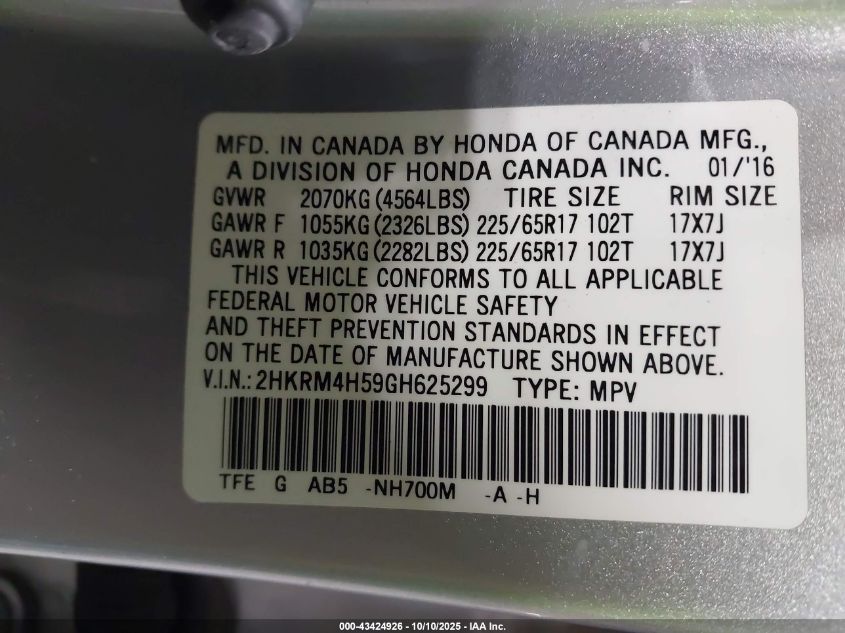 MFD. IN CANADA BY HONDA OF CANADA MFG.,
A DIVISION OF HONDA CANADA INC. 01/'16
GVWR 2070KG (4564LBS) TIRE SIZE RIM SIZE
GAWR F 1055KG (2326LBS) 225/65R17 102T 17X7J
GAWR R 1035KG (2282LBS) 225/65R17 102T 17X7J
THIS VEHICLE CONFORMS TO ALL APPLICABLE
FEDERAL MOTOR VEHICLE SAFETY
AND THEFT PREVENTION STANDARDS IN EFFECT
ON THE DATE OF MANUFACTURE SHOWN ABOVE.
V.I.N.: 2HKRM4H59GH625299 TYPE: MPV
TFE G AB5 -NH700M -A -H
000-43424926 - 10/10/2025 - IAA Inc.